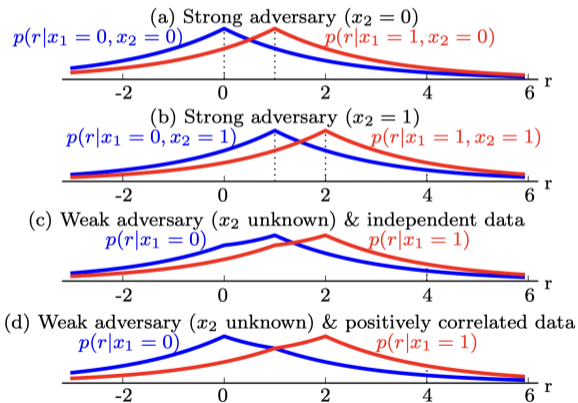 (a) Strong adversary (x₂ = 0)
p(r|x₁ = 0, x₂ = 0) p(r|x₁ = 1, x₂ = 0)
-2 0 2 4 6 r
(b) Strong adversary (x₂ = 1)
p(r|x₁ = 0, x₂ = 1) p(r|x₁ = 1, x₂ = 1)
-2 0 2 4 6 r
(c) Weak adversary (x₂ unknown) & independent data
p(r|x₁ = 0) p(r|x₁ = 1)
-2 0 2 4 6 r
(d) Weak adversary (x₂ unknown) & positively correlated data
p(r|x₁ = 0) p(r|x₁ = 1)
-2 0 2 4 6 r